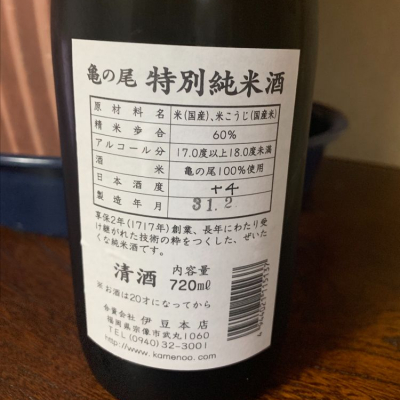 亀の尾 特別純米酒
原材料名 米(国産)、米こうじ(国産米)
精米歩合 60%
アルコール分 17.0度以上18.0度未満
酒米 亀の尾100%使用
日本酒度 +4
製造年月 31.2
享保2年(1717年)創業、長年にわたり受
け継がれた技術の粋をつくした、ぜいた
くな純米酒です。
清酒 内容量 720ml
※お酒は20才になってから
合資会社 伊豆本店
福岡県宗像市武丸1060
TEL (0940) 32-3001
http://www.kamenoo.com